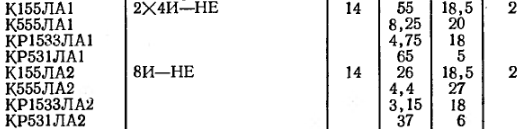 К155ЛА1 2×4И—НЕ 14 55 18,5 2
К555ЛА1 8,25 20
КР1533ЛА1 4,75 18
КР531ЛА1 65 5
К155ЛА2 8И—НЕ 14 26 18,5 2
К555ЛА2 4,4 27
КР1533ЛА2 3,15 18
КР531ЛА2 37 6